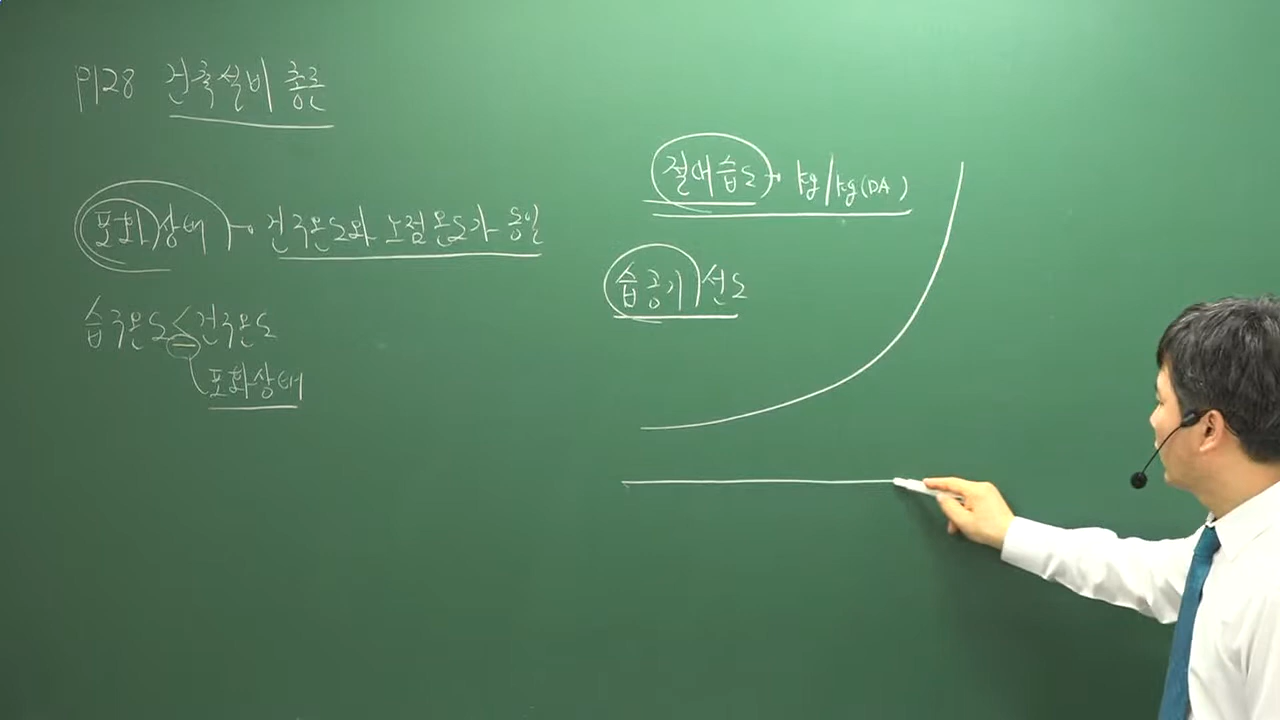 P128 건축설비 총론
포화상태 → 건구온도와 노점온도가 동일
습구온도 ≤ 건구온도
포화상태
절대습도 → kg/kg(DA)
습공기선도